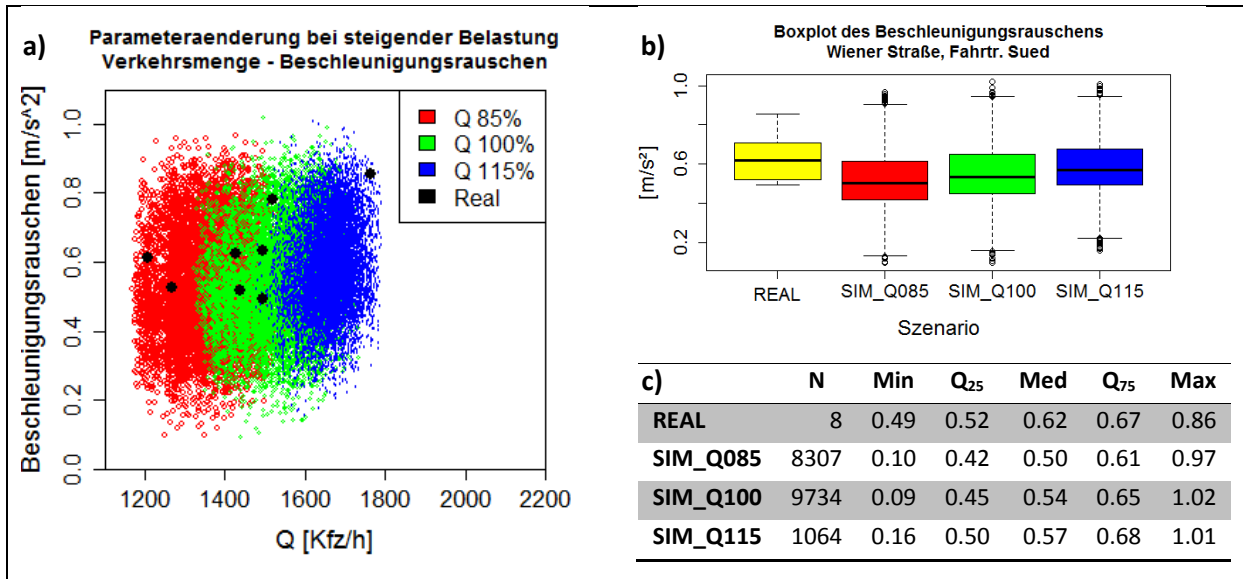 a)
Parameteraenderung bei steigender Belastung
Verkehrsmenge - Beschleunigungsrauschen
Beschleunigungsrauschen [m/s^2]
1.0
0.8
0.6
0.4
0.2
0.0
Q 85%
Q 100%
Q 115%
Real
1200 1400 1600 1800 2000 2200
Q [Kfz/h]
b)
Boxplot des Beschleunigungsrauschens
Wiener Straße, Fahrtr. Sued
[m/s²]
1.0
0.6
0.2
REAL SIM_Q085 SIM_Q100 SIM_Q115
Szenario
c) N Min Q25 Med Q75 Max
REAL 8 0.49 0.52 0.62 0.67 0.86
SIM_Q085 8307 0.10 0.42 0.50 0.61 0.97
SIM_Q100 9734 0.09 0.45 0.54 0.65 1.02
SIM_Q115 1064 0.16 0.50 0.57 0.68 1.01